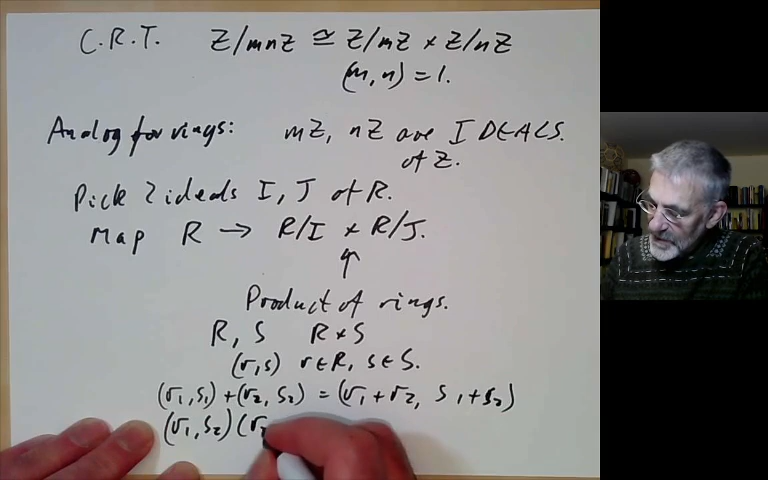 C.R.T. Z/mnZ ≅ Z/mZ × Z/nZ
(m, n) = 1.
Analog for rings: mZ, nZ are IDEALS.
of Z.
Pick 2 ideals I, J of R.
Map R → R/I × R/J.
↑
Product of rings.
R, S R×S
(r,s) r∈R, s∈S.
(r₁,s₁)+(r₂,s₂) = (r₁+r₂, s₁+s₂)
(r₁,s₂)(r₂